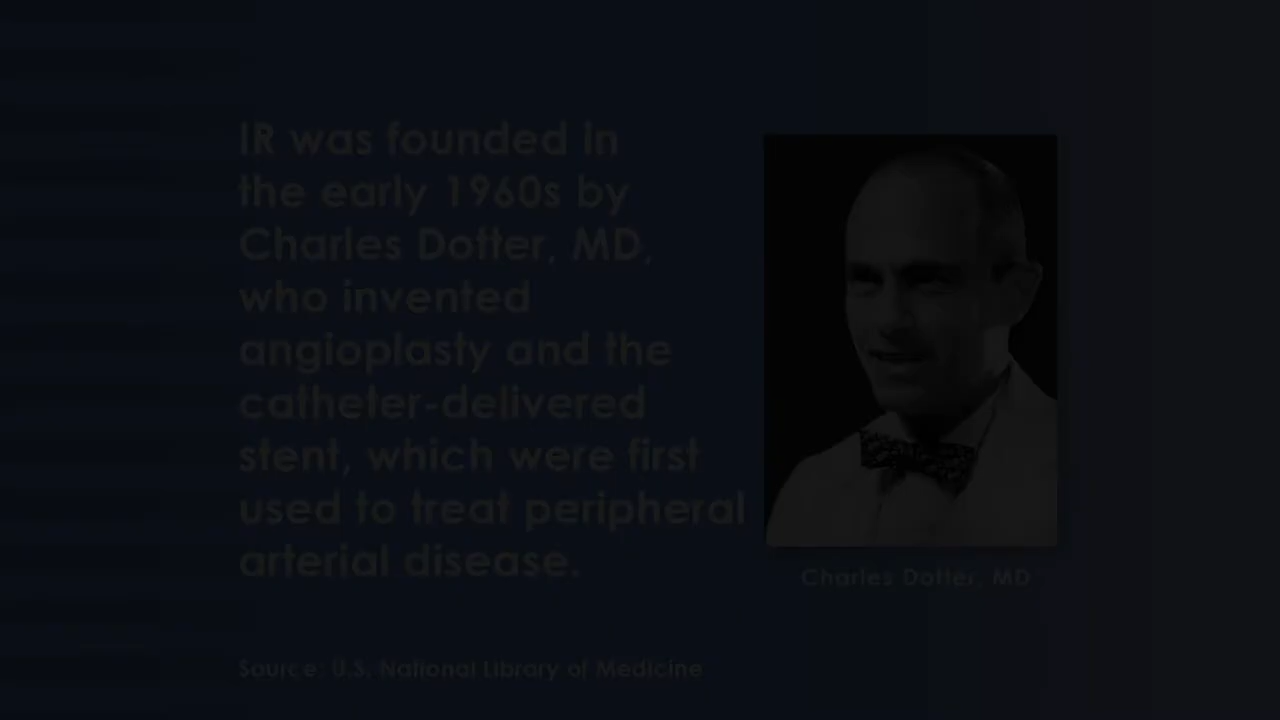 IR was founded in
the early 1960s by
Charles Dotter, MD,
who invented
angioplasty and the
catheter-delivered
stent, which were first
used to treat peripheral
arterial disease.
Charles Dotter, MD
Source: U.S. National Library of Medicine